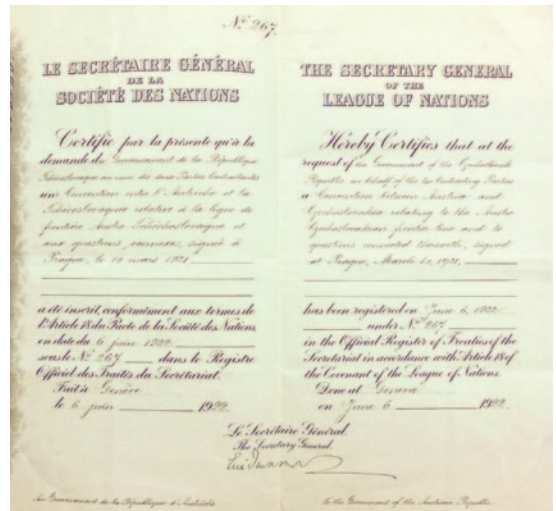 No 267
LE SECRÉTAIRE GÉNÉRAL
DE LA
SOCIÉTÉ DES NATIONS
Certifie par la présente qu'à la
demande du Gouvernement de la République
Tchécoslovaque au nom des deux Parties Contractantes
une Convention entre l'Autriche et la
Tchécoslovaquie relative à la ligne de
frontière Austro-Tchécoslovaque et
aux questions connexes, signée à
Prague, le 10 mars 1921
a été inscrit, conformément aux termes de
l'Article 18 du Pacte de la Société des Nations,
en date du 6 juin 1922
sous le No 267 dans le Registre
Officiel des Traités du Secrétariat.
Fait à Genève
le 6 juin 1922
THE SECRETARY GENERAL
OF THE
LEAGUE OF NATIONS
Hereby Certifies that at the
request of the Government of the Czechoslovak
Republic on behalf of the two Contracting Parties
a Convention between Austria and
Czechoslovakia relating to the Austro-
Czechoslovakian frontier line and to
questions connected therewith, signed
at Prague, March 10, 1921,
has been registered on June 6, 1922
under No 267
in the Official Register of Treaties of the
Secretariat in accordance with Article 18 of
the Covenant of the League of Nations.
Done at Geneva
on June 6 1922
Le Secrétaire Général.
The Secretary General.
Au Gouvernement de la République d'Autriche
To the Government of the Austrian Republic